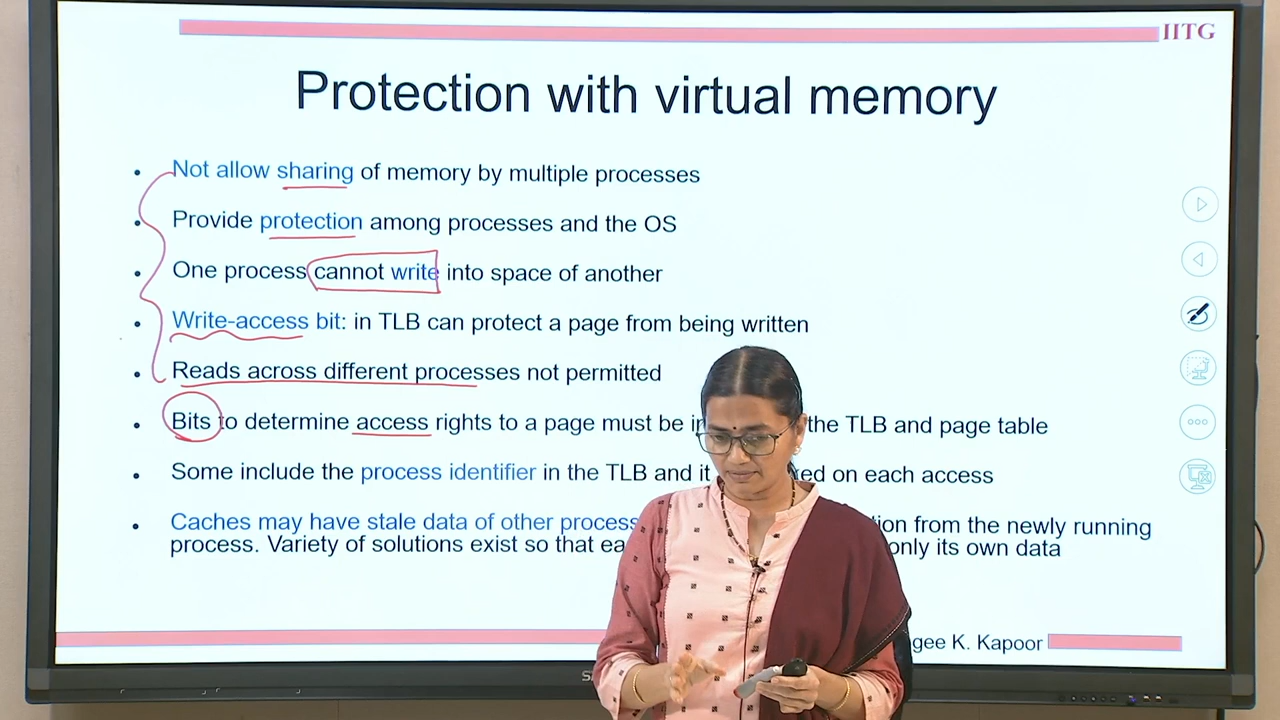 IITG
Protection with virtual memory
• Not allow sharing of memory by multiple processes
• Provide protection among processes and the OS
• One process cannot write into space of another
• Write-access bit: in TLB can protect a page from being written
• Reads across different processes not permitted
• Bits to determine access rights to a page must be the TLB and page table
• Some include the process identifier in the TLB and it on each access
• Caches may have stale data of other process from the newly running
process. Variety of solutions exist so that only its own data
K. Kapoor